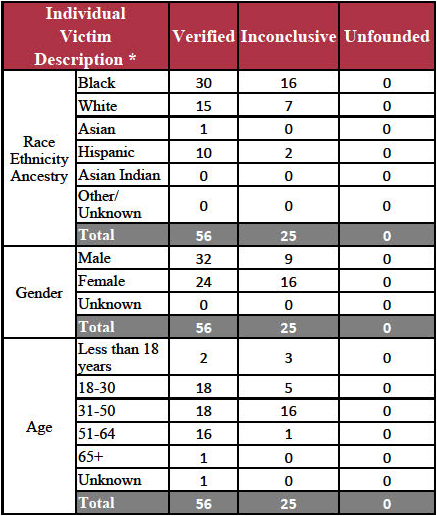 Individual
Victim
Description * Verified Inconclusive Unfounded
Race
Ethnicity
Ancestry
Black 30 16 0
White 15 7 0
Asian 1 0 0
Hispanic 10 2 0
Asian Indian 0 0 0
Other/
Unknown 0 0 0
Total 56 25 0
Gender
Male 32 9 0
Female 24 16 0
Unknown 0 0 0
Total 56 25 0
Age
Less than 18
years 2 3 0
18-30 18 5 0
31-50 18 16 0
51-64 16 1 0
65+ 1 0 0
Unknown 1 0 0
Total 56 25 0